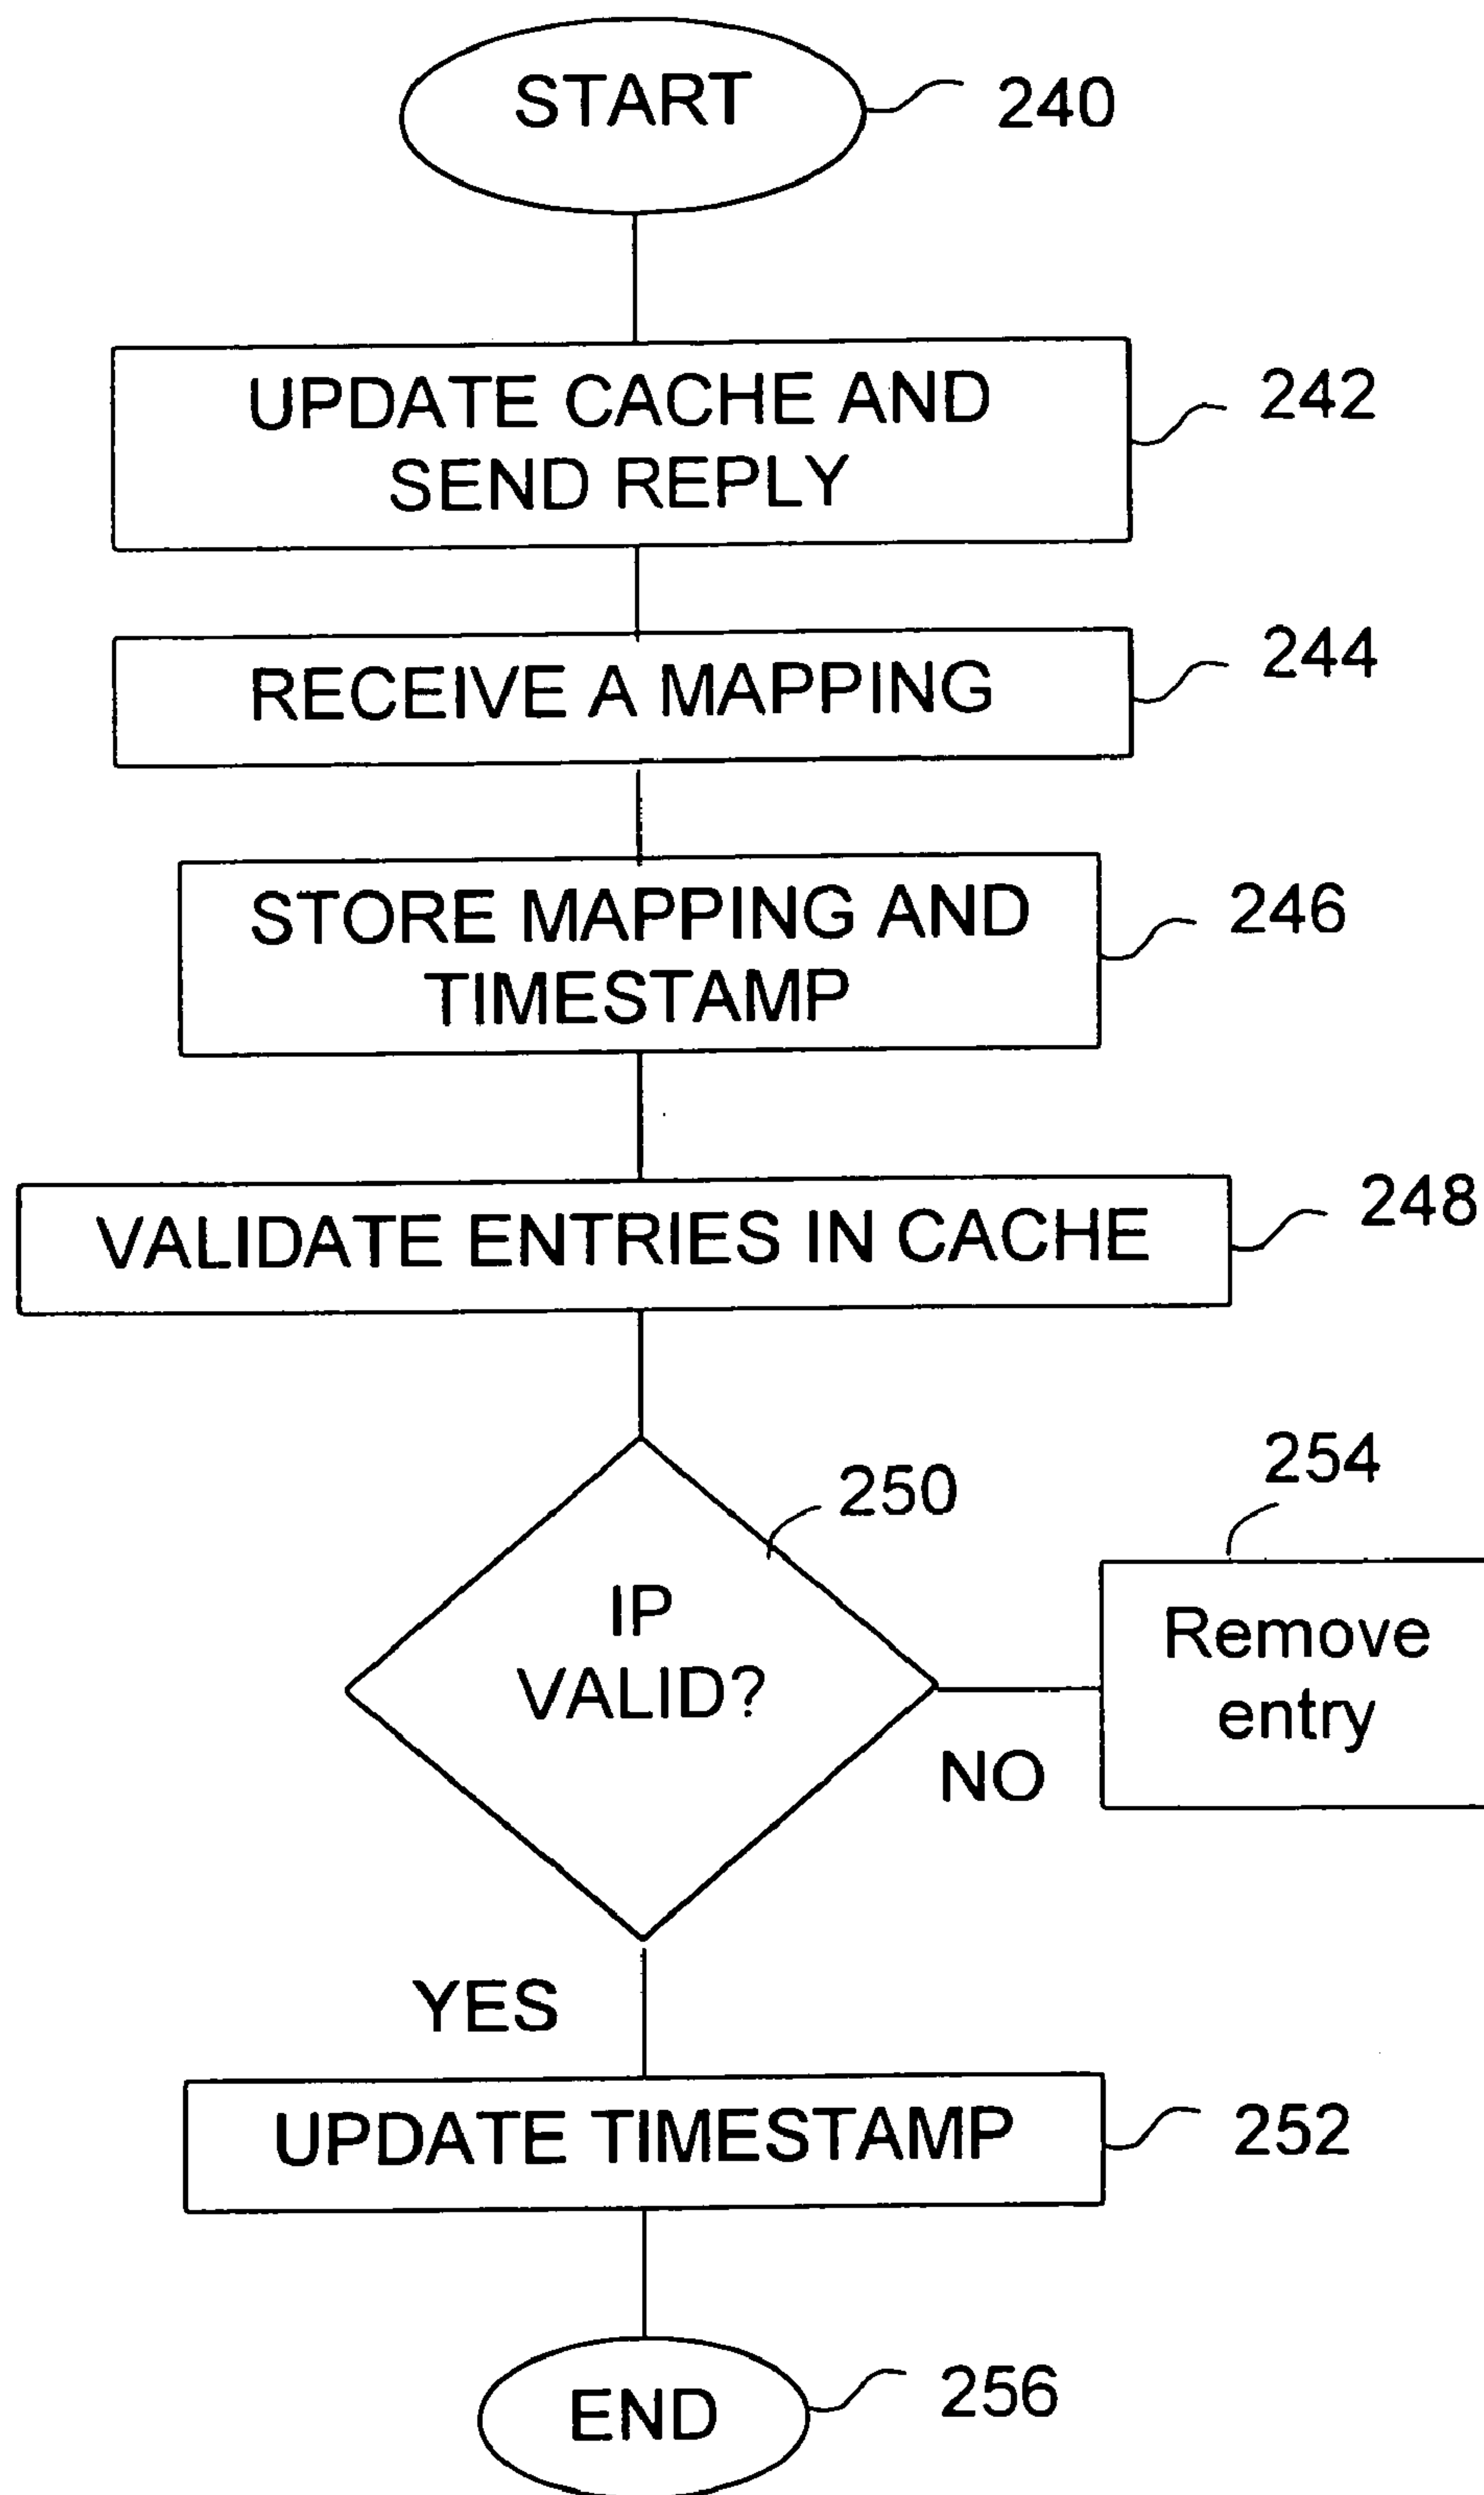 START
240
UPDATE CACHE AND
SEND REPLY
242
RECEIVE A MAPPING
244
STORE MAPPING AND
TIMESTAMP
246
VALIDATE ENTRIES IN CACHE
248
250
IP
VALID?
254
Remove
entry
NO
YES
UPDATE TIMESTAMP
252
END
256